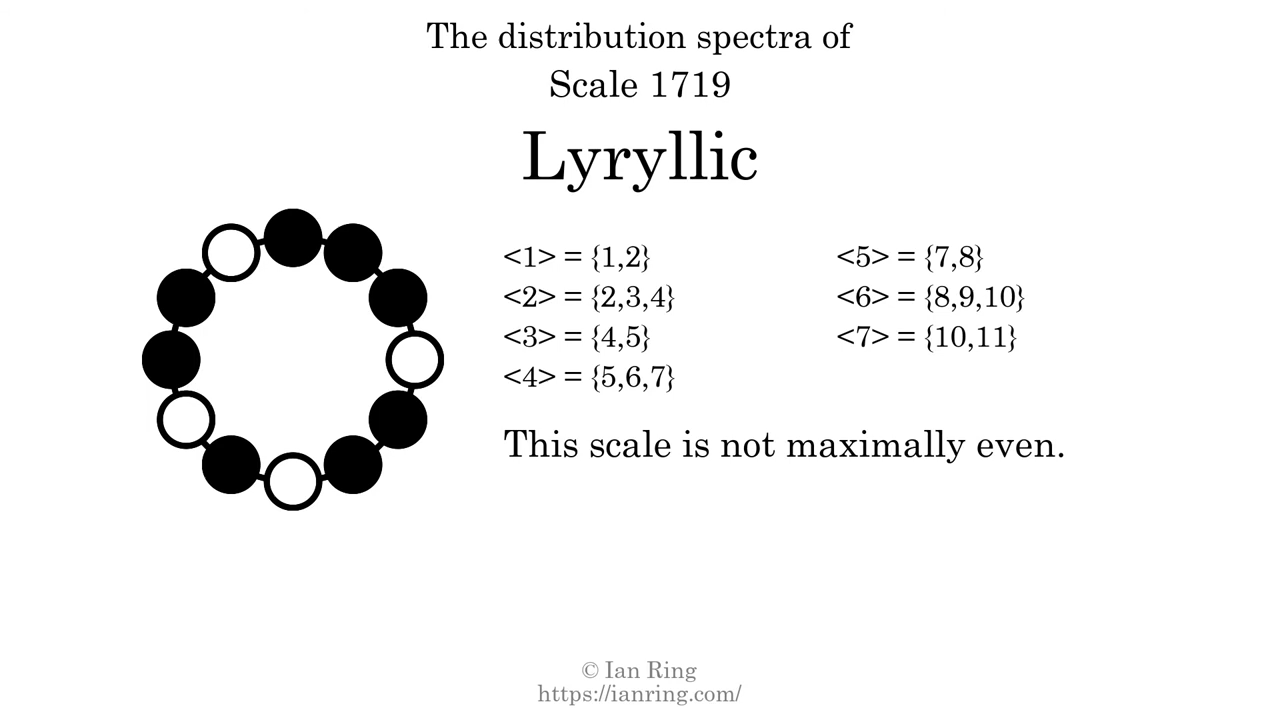 The distribution spectra of
Scale 1719
Lyryllic
<1> = {1,2}
<2> = {2,3,4}
<3> = {4,5}
<4> = {5,6,7}
<5> = {7,8}
<6> = {8,9,10}
<7> = {10,11}
This scale is not maximally even.
© Ian Ring
https://ianring.com/